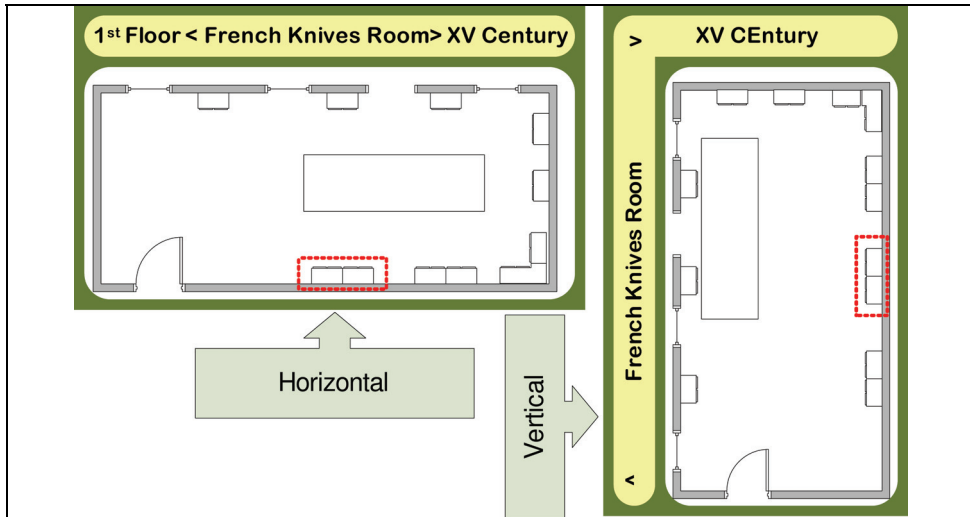 1st Floor < French Knives Room> XV Century
> XV CEntury
< French Knives Room
Horizontal
Vertical